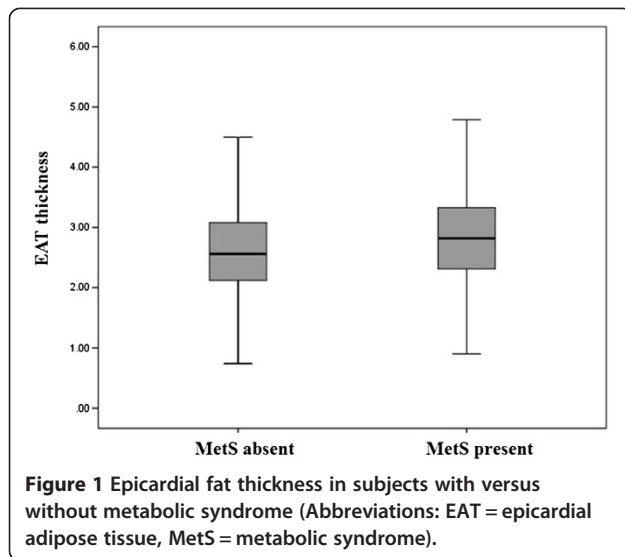 6.00
5.00
4.00
3.00
2.00
1.00
.00
EAT thickness
MetS absent MetS present
Figure 1 Epicardial fat thickness in subjects with versus
without metabolic syndrome (Abbreviations: EAT = epicardial
adipose tissue, MetS = metabolic syndrome).